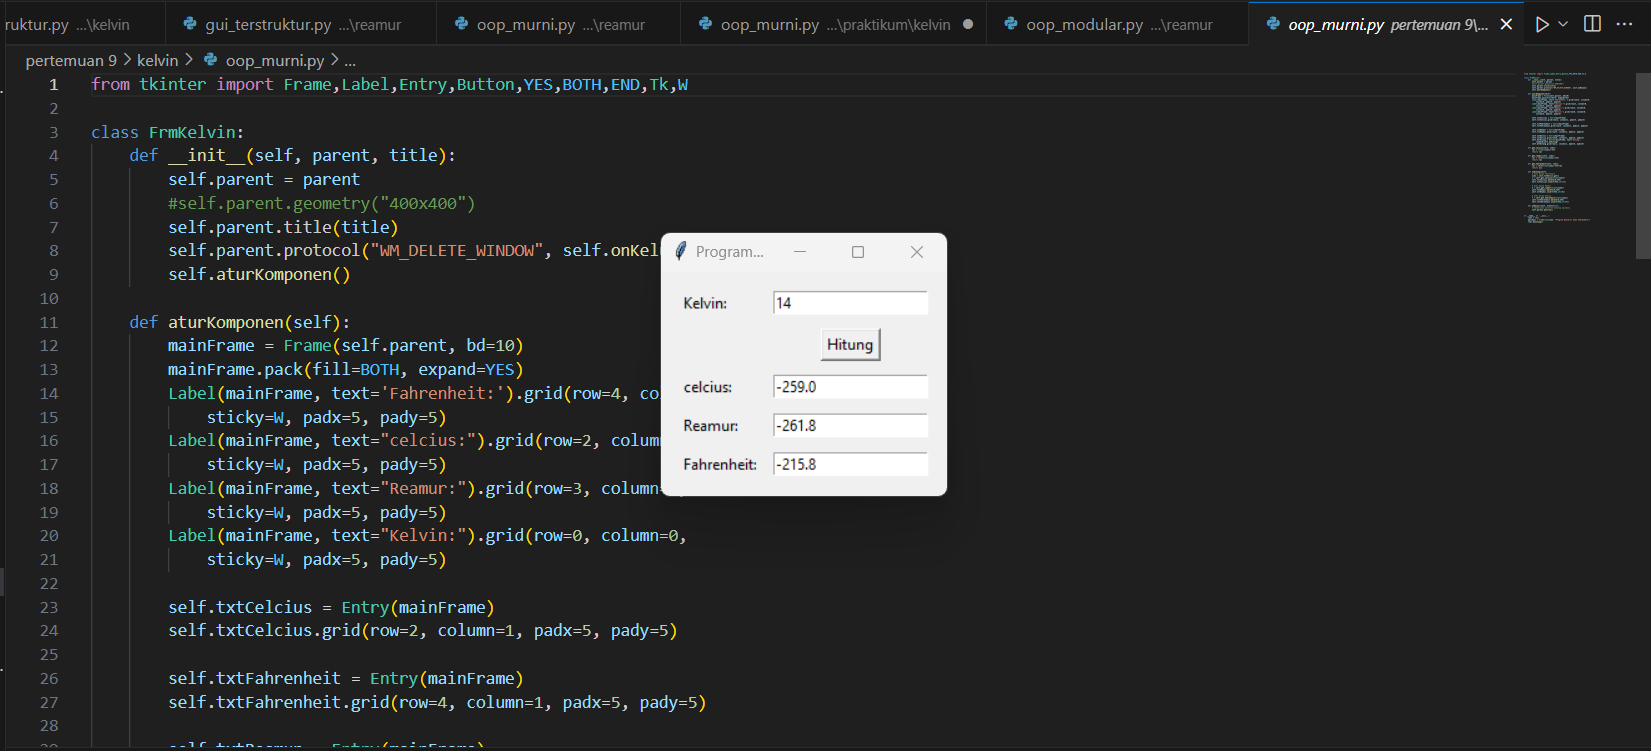 ruktur.py ...\kelvin gui_terstruktur.py ...\reamur oop_murni.py ...\reamur oop_murni.py ...\praktikum\kelvin oop_modular.py ...\reamur oop_murni.py pertemuan 9\...
pertemuan 9 > kelvin > oop_murni.py > ...
1 from tkinter import Frame,Label,Entry,Button,YES,BOTH,END,Tk,W
2
3 class FrmKelvin:
4 def __init__(self, parent, title):
5 self.parent = parent
6 #self.parent.geometry("400x400")
7 self.parent.title(title)
8 self.parent.protocol("WM_DELETE_WINDOW", self.onKel
9 self.aturKomponen()
10
11 def aturKomponen(self):
12 mainFrame = Frame(self.parent, bd=10)
13 mainFrame.pack(fill=BOTH, expand=YES)
14 Label(mainFrame, text='Fahrenheit:').grid(row=4, co
15 sticky=W, padx=5, pady=5)
16 Label(mainFrame, text="celcius:").grid(row=2, colum
17 sticky=W, padx=5, pady=5)
18 Label(mainFrame, text="Reamur:").grid(row=3, column=
19 sticky=W, padx=5, pady=5)
20 Label(mainFrame, text="Kelvin:").grid(row=0, column=0,
21 sticky=W, padx=5, pady=5)
22
23 self.txtCelcius = Entry(mainFrame)
24 self.txtCelcius.grid(row=2, column=1, padx=5, pady=5)
25
26 self.txtFahrenheit = Entry(mainFrame)
27 self.txtFahrenheit.grid(row=4, column=1, padx=5, pady=5)
28
Program...
Kelvin: 14
Hitung
celcius: -259.0
Reamur: -261.8
Fahrenheit: -215.8